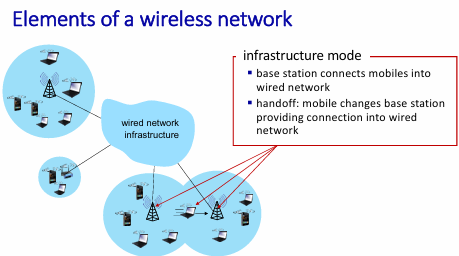 Elements of a wireless network
infrastructure mode
▪ base station connects mobiles into
wired network
▪ handoff: mobile changes base station
providing connection into wired
network
wired network
infrastructure